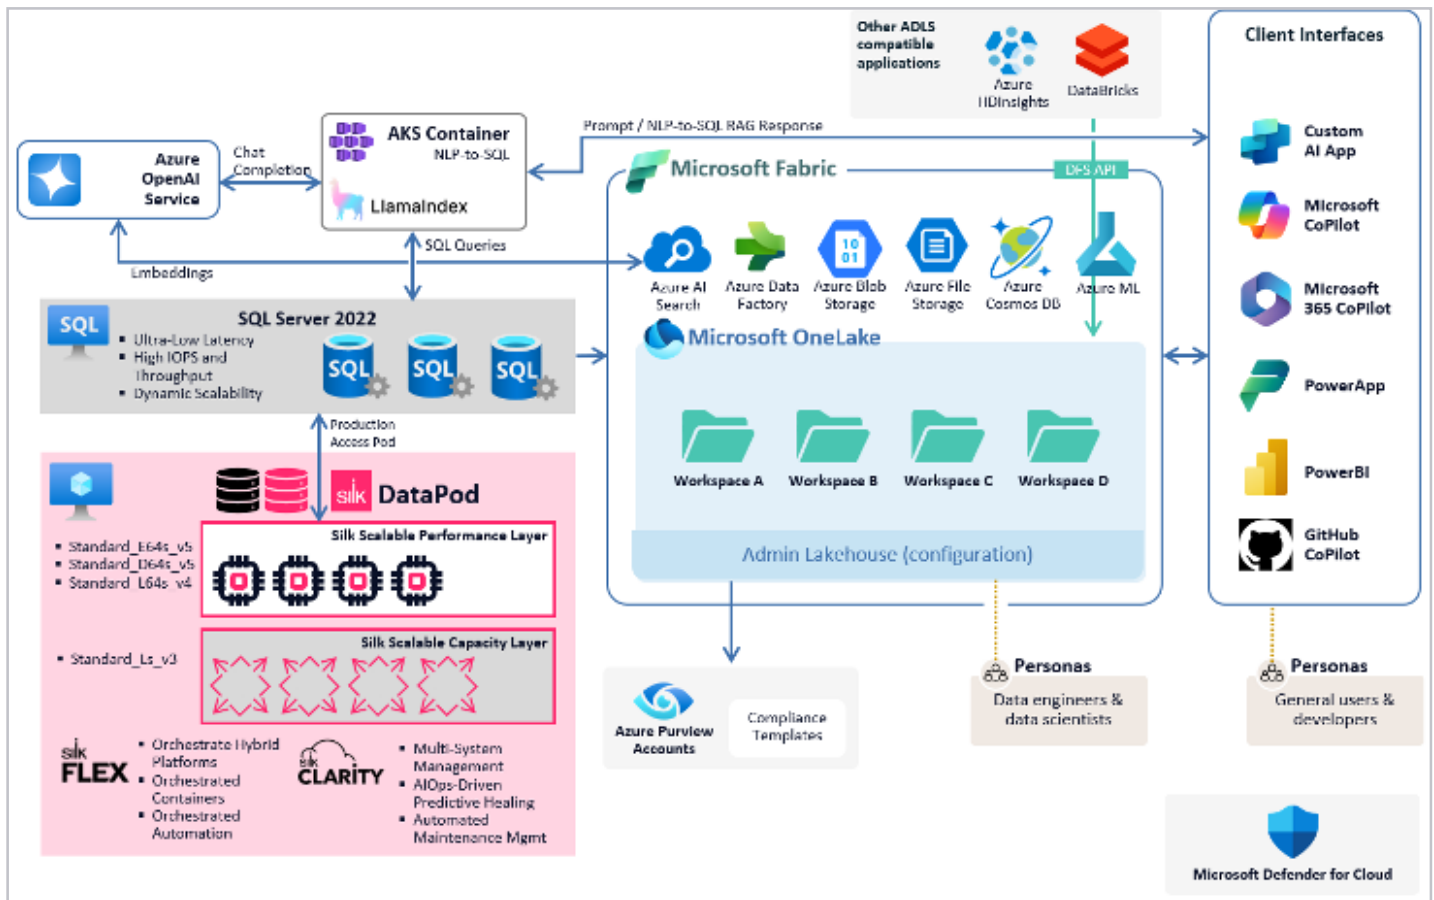 Other ADLS
compatible
applications
Azure
HDInsights
DataBricks
Client Interfaces
Custom
AI App
Microsoft
CoPilot
Microsoft
365 CoPilot
PowerApp
PowerBI
GitHub
CoPilot
Prompt / NLP-to-SQL RAG Response
Azure
OpenAI
Service
Chat
Completion
AKS Container
NLP-to-SQL
LlamaIndex
SQL Queries
Embeddings
Microsoft Fabric
DFS API
Azure AI
Search
Azure Data
Factory
10
01
Azure Blob
Storage
Azure File
Storage
Azure
Cosmos DB
Azure ML
Microsoft OneLake
Workspace A
Workspace B
Workspace C
Workspace D
Admin Lakehouse (configuration)
SQL
SQL Server 2022
▪ Ultra-Low Latency
▪ High IOPS and
Throughput
▪ Dynamic Scalability
SQL
SQL
SQL
Production
Access Pod
silk DataPod
▪ Standard_E64s_v5
▪ Standard_D64s_v5
▪ Standard_L64s_v4
Silk Scalable Performance Layer
▪ Standard_Ls_v3
Silk Scalable Capacity Layer
silk
FLEX
▪ Orchestrate Hybrid
Platforms
▪ Orchestrated
Containers
▪ Orchestrated
Automation
silk
CLARITY
▪ Multi-System
Management
▪ AIOps-Driven
Predictive Healing
▪ Automated
Maintenance Mgmt
Azure Purview
Accounts
Compliance
Templates
Personas
Data engineers &
data scientists
Personas
General users &
developers
Microsoft Defender for Cloud